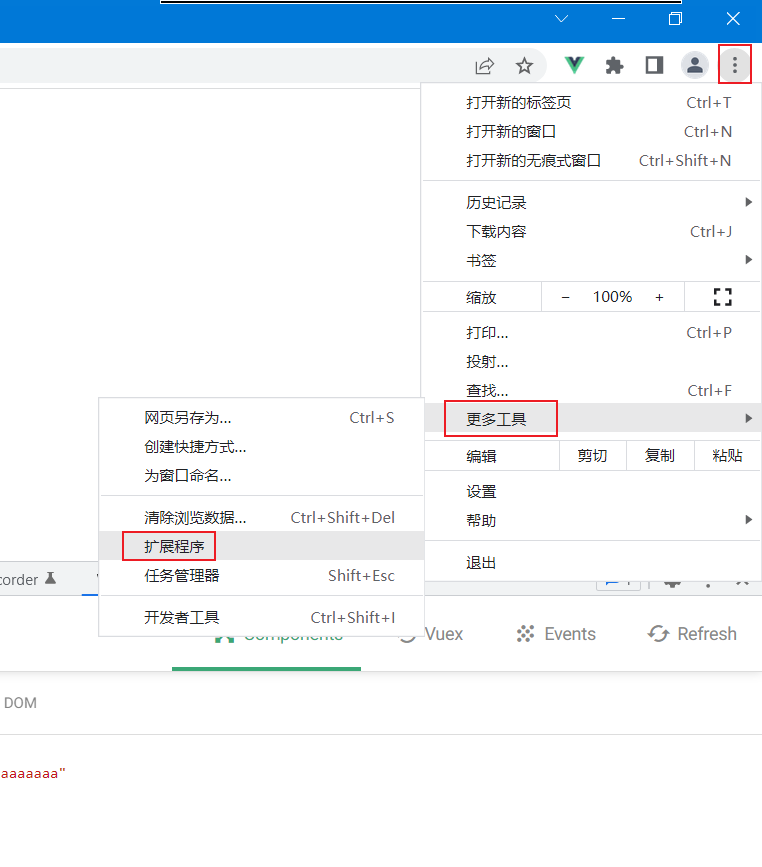 打开新的标签页 Ctrl+T
打开新的窗口 Ctrl+N
打开新的无痕式窗口 Ctrl+Shift+N
历史记录
下载内容 Ctrl+J
书签
缩放 − 100% +
打印... Ctrl+P
投射...
查找... Ctrl+F
更多工具
编辑 剪切 复制 粘贴
设置
帮助
退出
网页另存为... Ctrl+S
创建快捷方式...
为窗口命名...
清除浏览数据... Ctrl+Shift+Del
扩展程序
任务管理器 Shift+Esc
开发者工具 Ctrl+Shift+I
corder
Components Vuex Events Refresh
DOM
aaaaaaa"